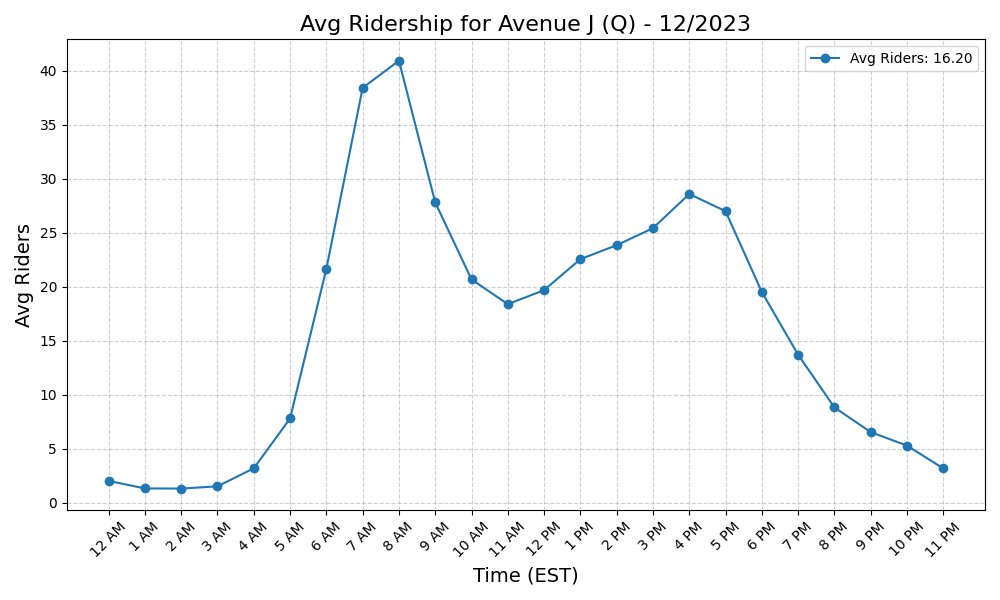 Avg Ridership for Avenue J (Q) - 12/2023
Avg Riders: 16.20
Avg Riders
40
35
30
25
20
15
10
5
0
12 AM
1 AM
2 AM
3 AM
4 AM
5 AM
6 AM
7 AM
8 AM
9 AM
10 AM
11 AM
12 PM
1 PM
2 PM
3 PM
4 PM
5 PM
6 PM
7 PM
8 PM
9 PM
10 PM
11 PM
Time (EST)